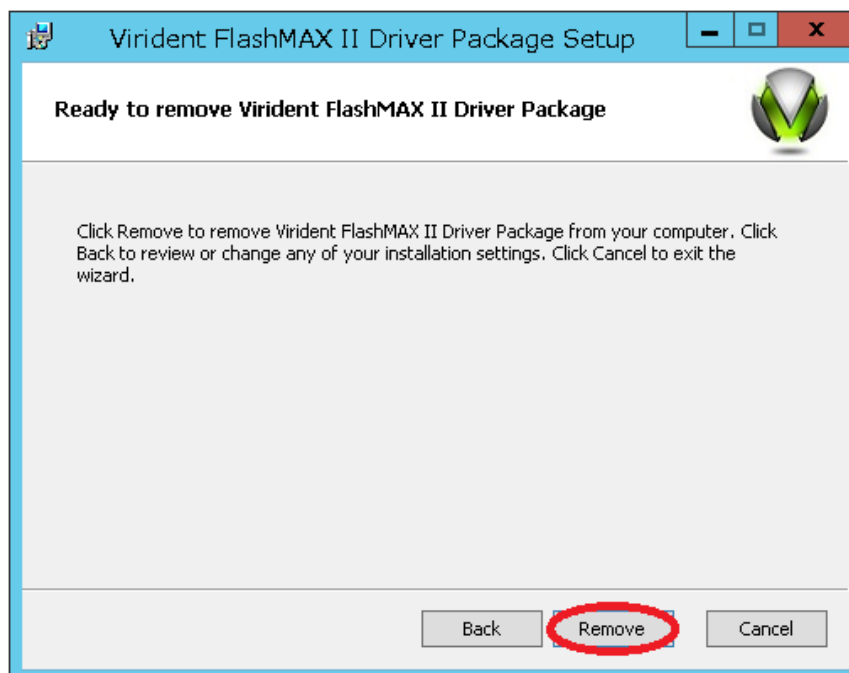 Virident FlashMAX II Driver Package Setup
Ready to remove Virident FlashMAX II Driver Package
Click Remove to remove Virident FlashMAX II Driver Package from your computer. Click
Back to review or change any of your installation settings. Click Cancel to exit the
wizard.
Back Remove Cancel